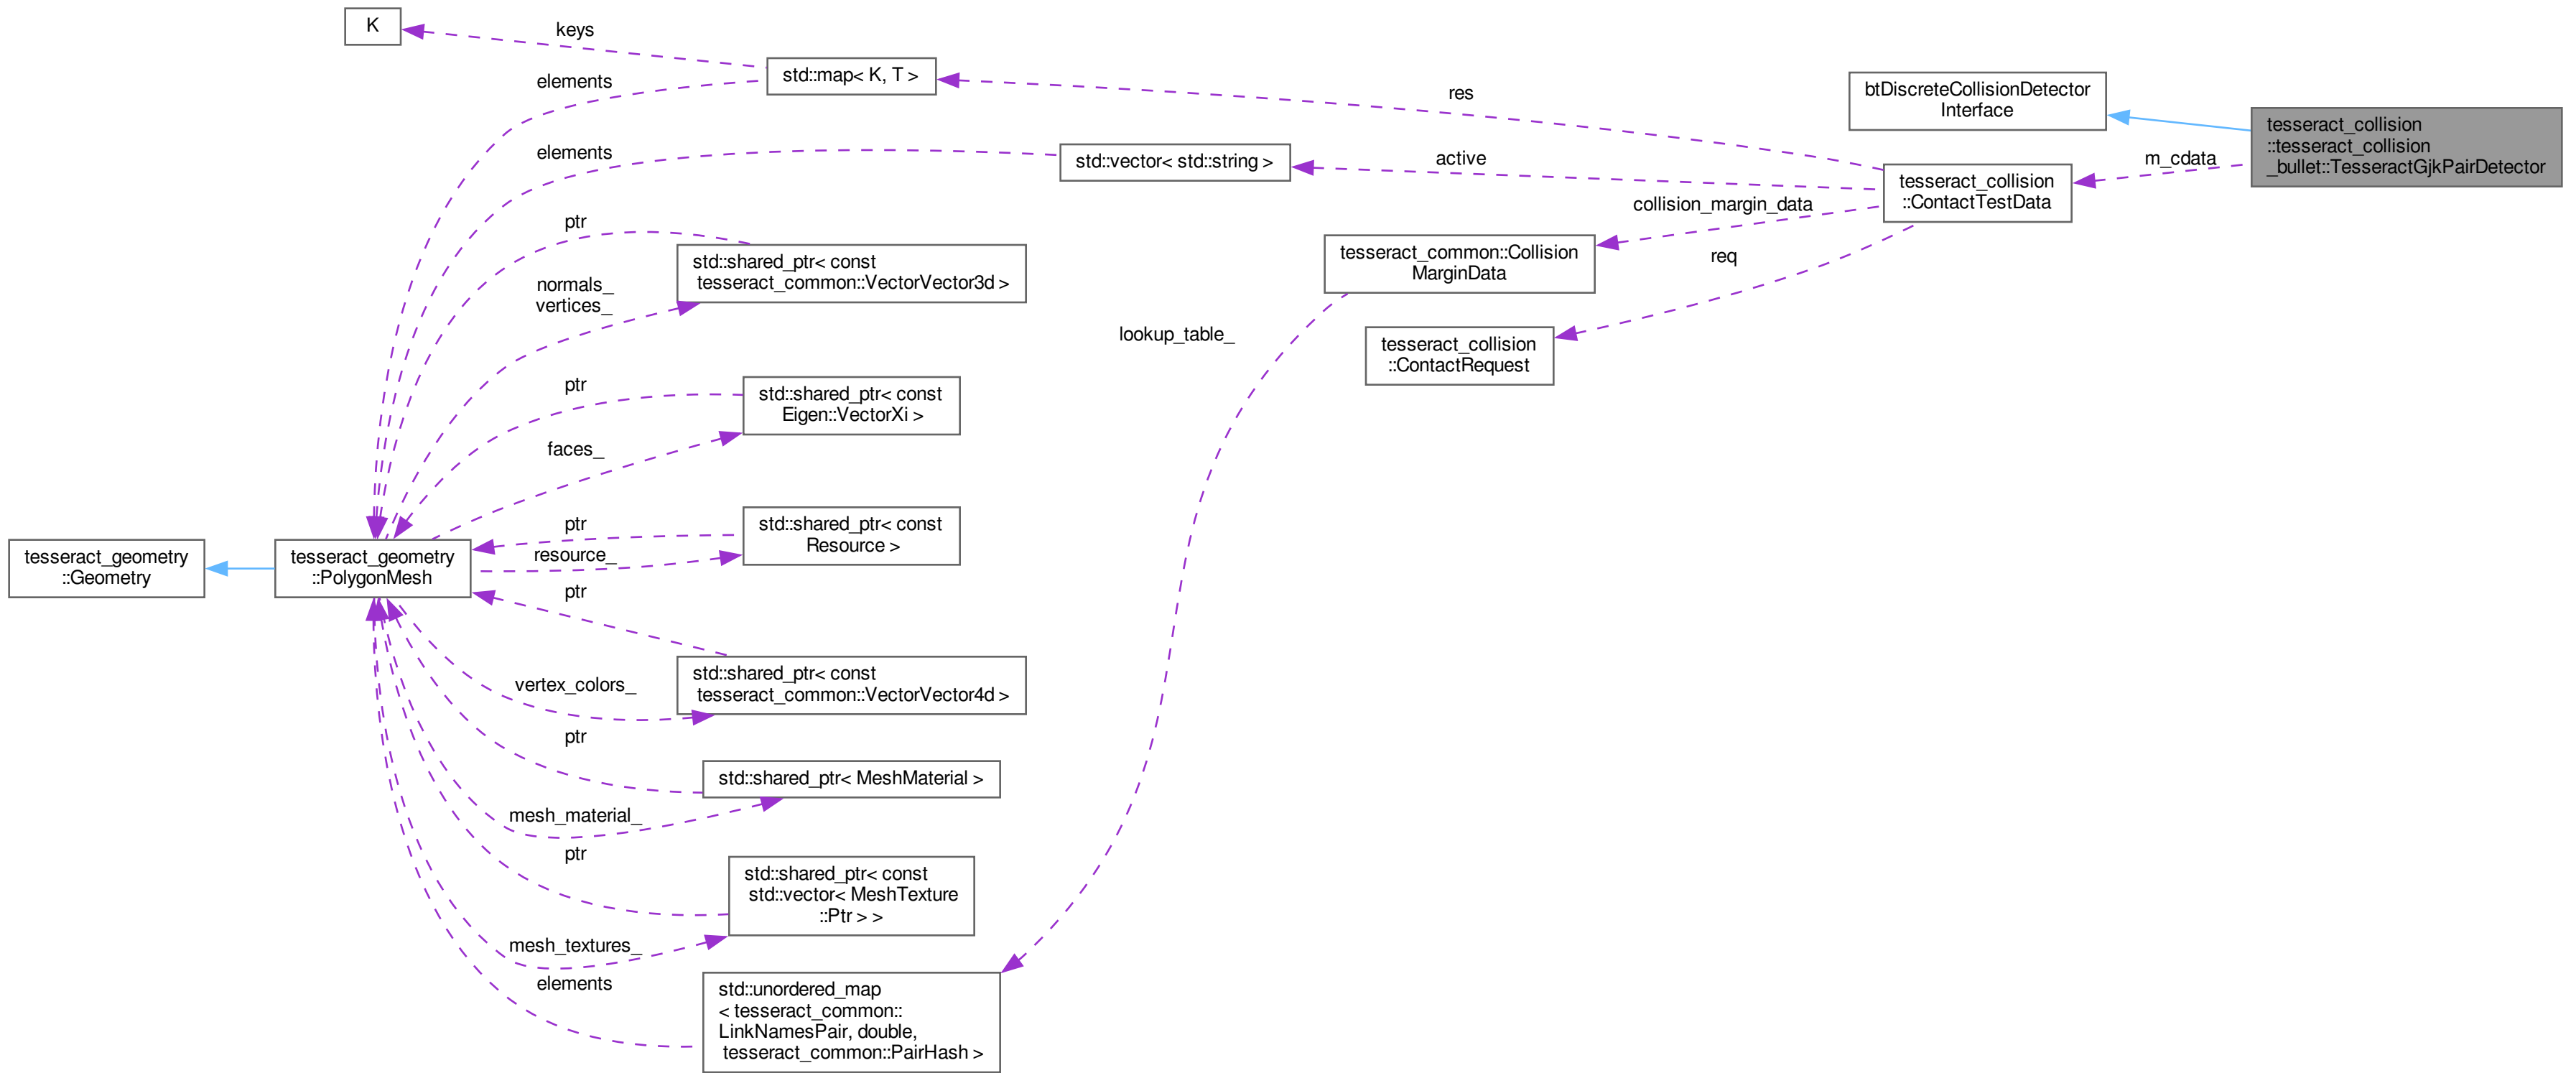 K
keys
std::map< K, T >
elements
res
btDiscreteCollisionDetector
Interface
tesseract_collision
::tesseract_collision
_bullet::TesseractGjkPairDetector
m_cdata
elements
std::vector< std::string >
active
tesseract_collision
::ContactTestData
collision_margin_data
ptr
std::shared_ptr< const
tesseract_common::VectorVector3d >
normals_
vertices_
tesseract_common::Collision
MarginData
req
lookup_table_
tesseract_collision
::ContactRequest
ptr
std::shared_ptr< const
Eigen::VectorXi >
faces_
ptr
std::shared_ptr< const
Resource >
resource_
tesseract_geometry
::Geometry
tesseract_geometry
::PolygonMesh
ptr
std::shared_ptr< const
tesseract_common::VectorVector4d >
vertex_colors_
ptr
std::shared_ptr< MeshMaterial >
mesh_material_
ptr
std::shared_ptr< const
std::vector< MeshTexture
::Ptr > >
mesh_textures_
elements
std::unordered_map
< tesseract_common::
LinkNamesPair, double,
tesseract_common::PairHash >